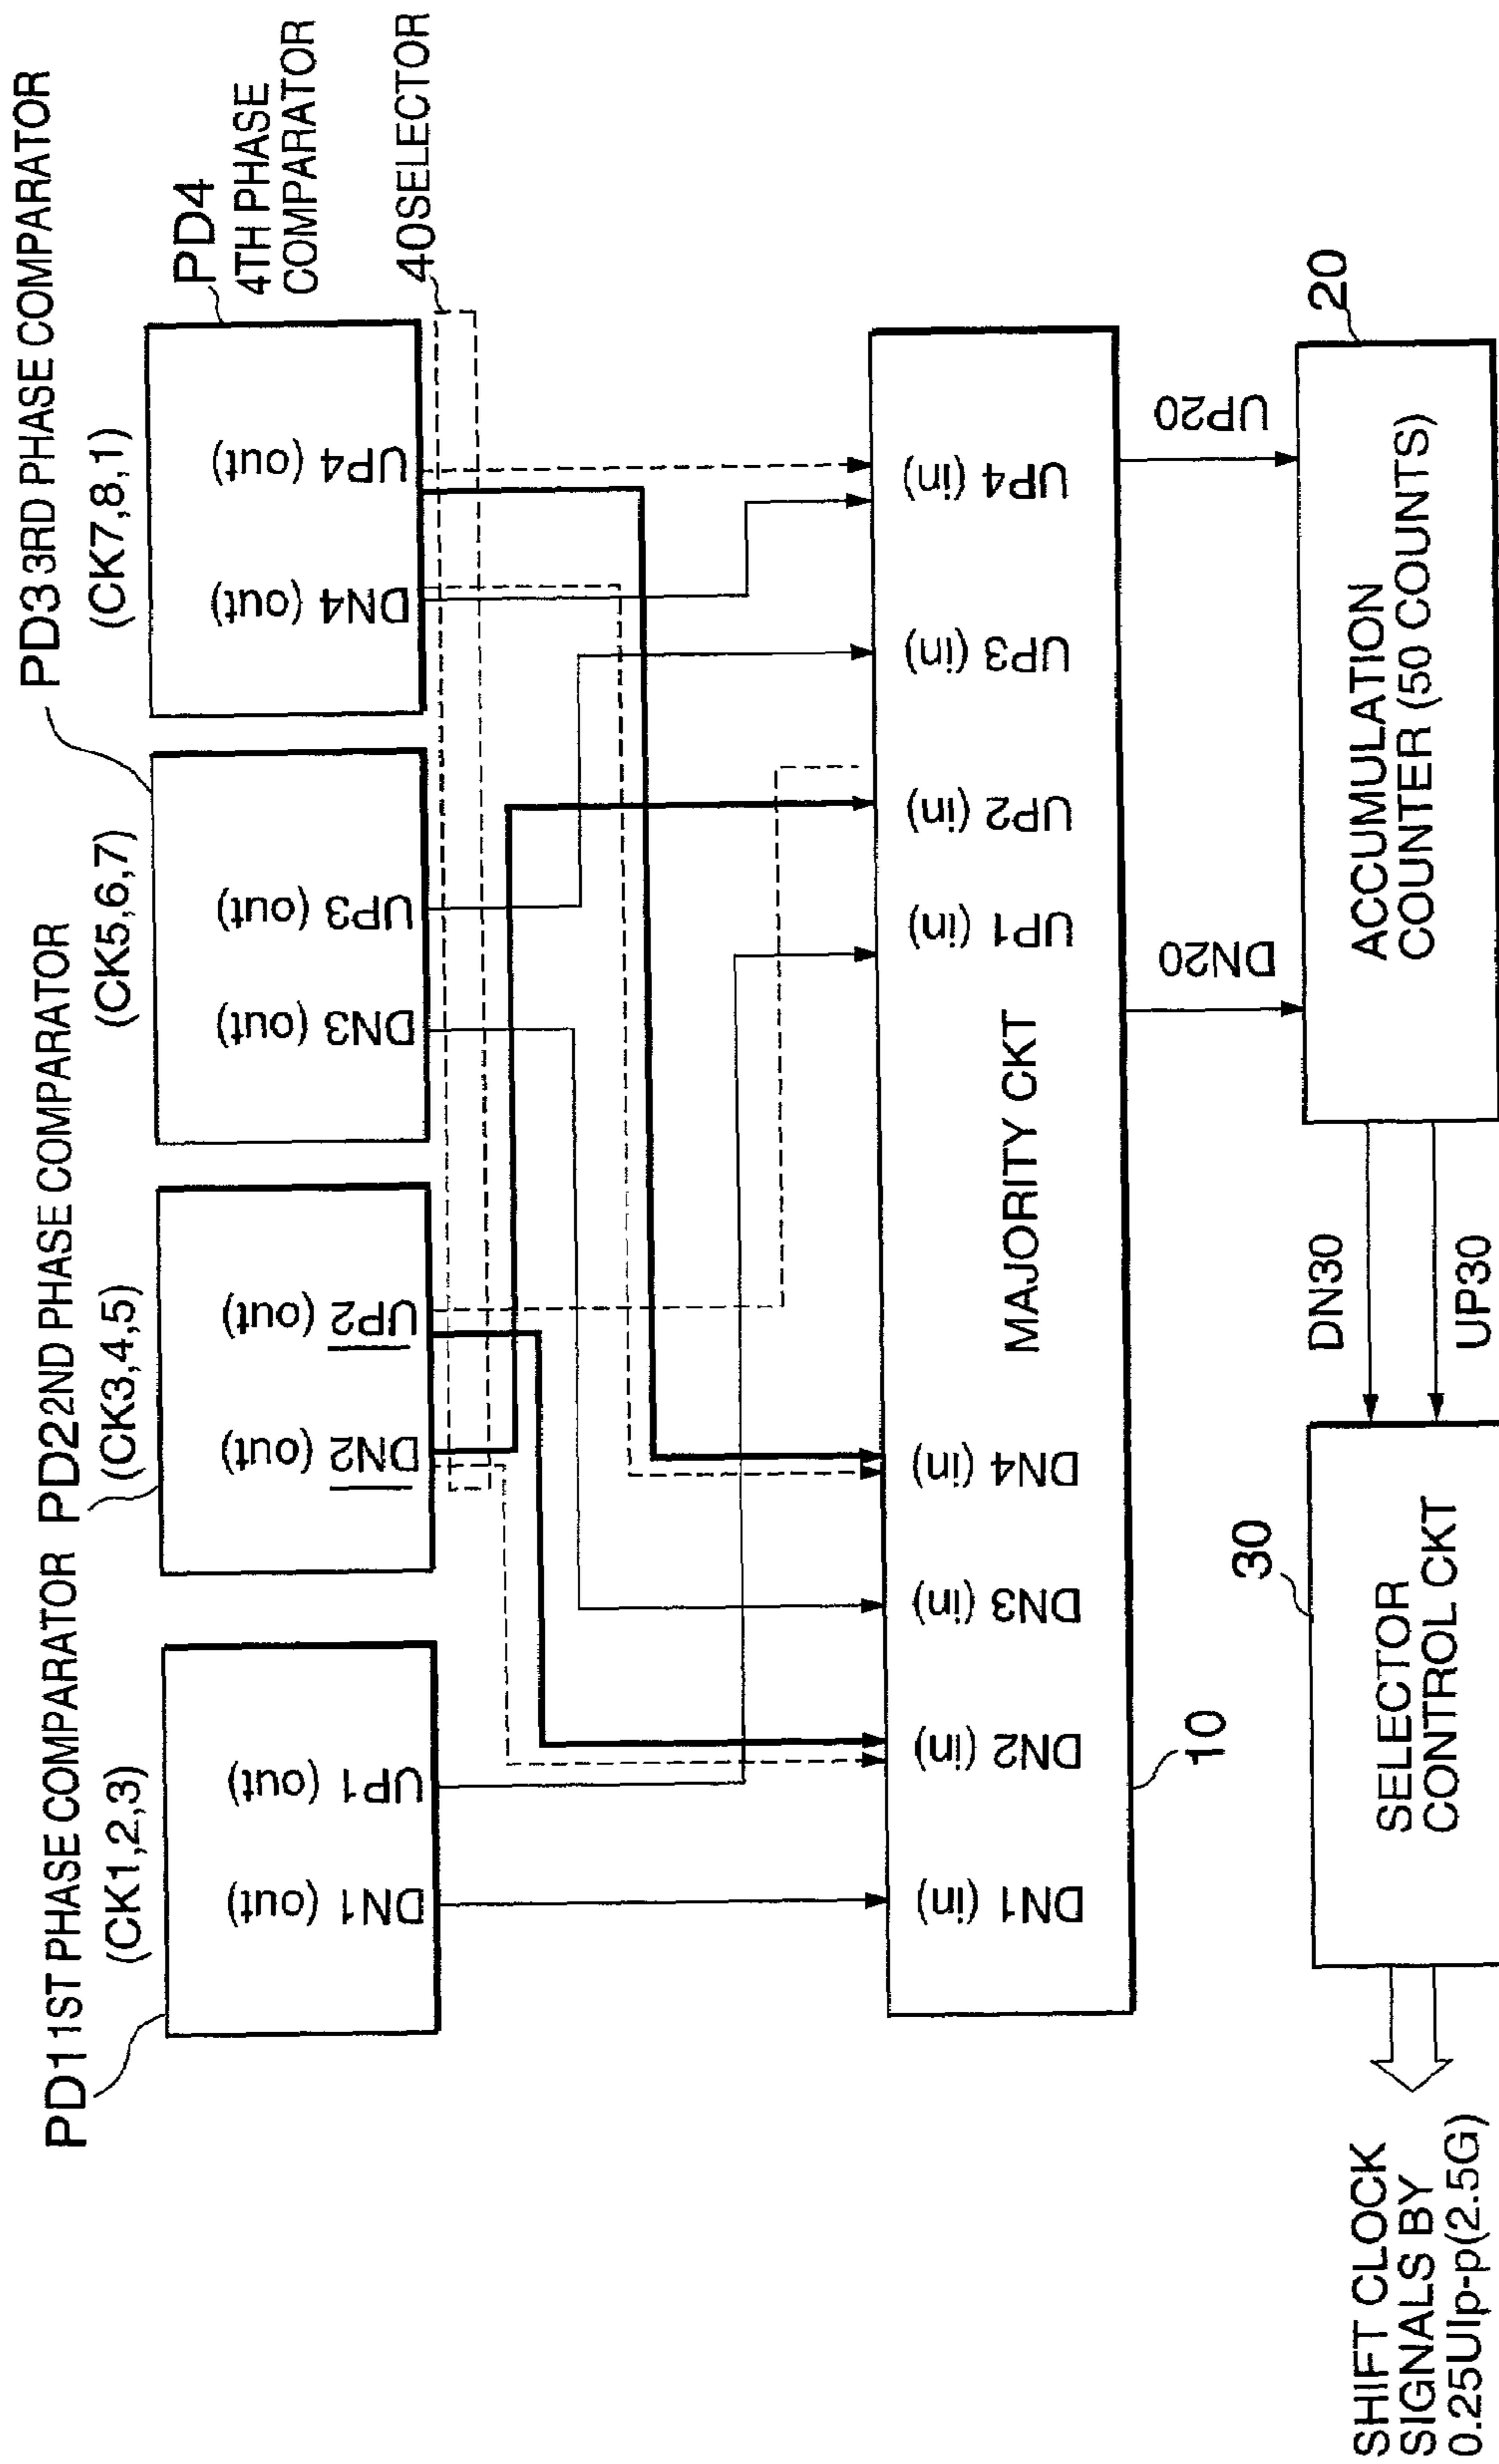 PD1 1ST PHASE COMPARATOR
(CK1,2,3)
DN1 (out)
UP1 (out)
PD2 2ND PHASE COMPARATOR
(CK3,4,5)
DN2 (out)
UP2 (out)
PD3 3RD PHASE COMPARATOR
(CK5,6,7)
DN3 (out)
UP3 (out)
(CK7,8,1)
DN4 (out)
UP4 (out)
PD4
4TH PHASE
COMPARATOR
40 SELECTOR
DN1 (in)
DN2 (in)
DN3 (in)
DN4 (in)
MAJORITY CKT
UP1 (in)
UP2 (in)
UP3 (in)
UP4 (in)
10
DN20
UP20
20
ACCUMULATION
COUNTER (50 COUNTS)
DN30
UP30
30
SELECTOR
CONTROL CKT
SHIFT CLOCK
SIGNALS BY
0.25UIp-p(2.5G)